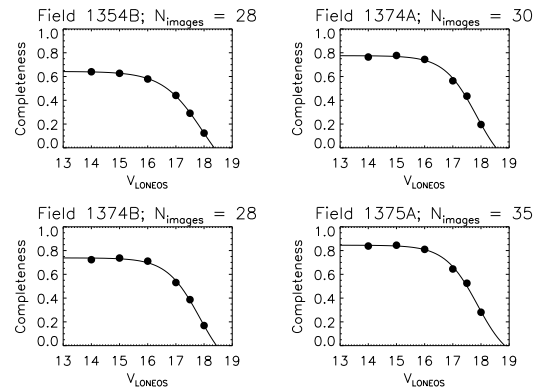 Field 1354B; N_images = 28
Completeness
1.0
0.8
0.6
0.4
0.2
0.0
13 14 15 16 17 18 19
V_LONEOS
Field 1374A; N_images = 30
Completeness
1.0
0.8
0.6
0.4
0.2
0.0
13 14 15 16 17 18 19
V_LONEOS
Field 1374B; N_images = 28
Completeness
1.0
0.8
0.6
0.4
0.2
0.0
13 14 15 16 17 18 19
V_LONEOS
Field 1375A; N_images = 35
Completeness
1.0
0.8
0.6
0.4
0.2
0.0
13 14 15 16 17 18 19
V_LONEOS